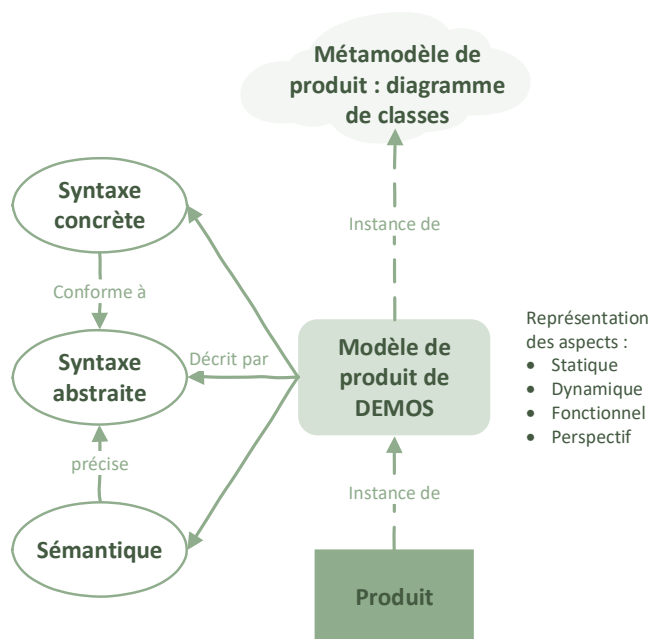 Métamodèle de
produit : diagramme
de classes
Syntaxe
concrète
Instance de
Conforme à
Représentation
des aspects :
• Statique
• Dynamique
• Fonctionnel
• Perspectif
Syntaxe
abstraite
Décrit par
Modèle de
produit de
DEMOS
précise
Instance de
Sémantique
Produit